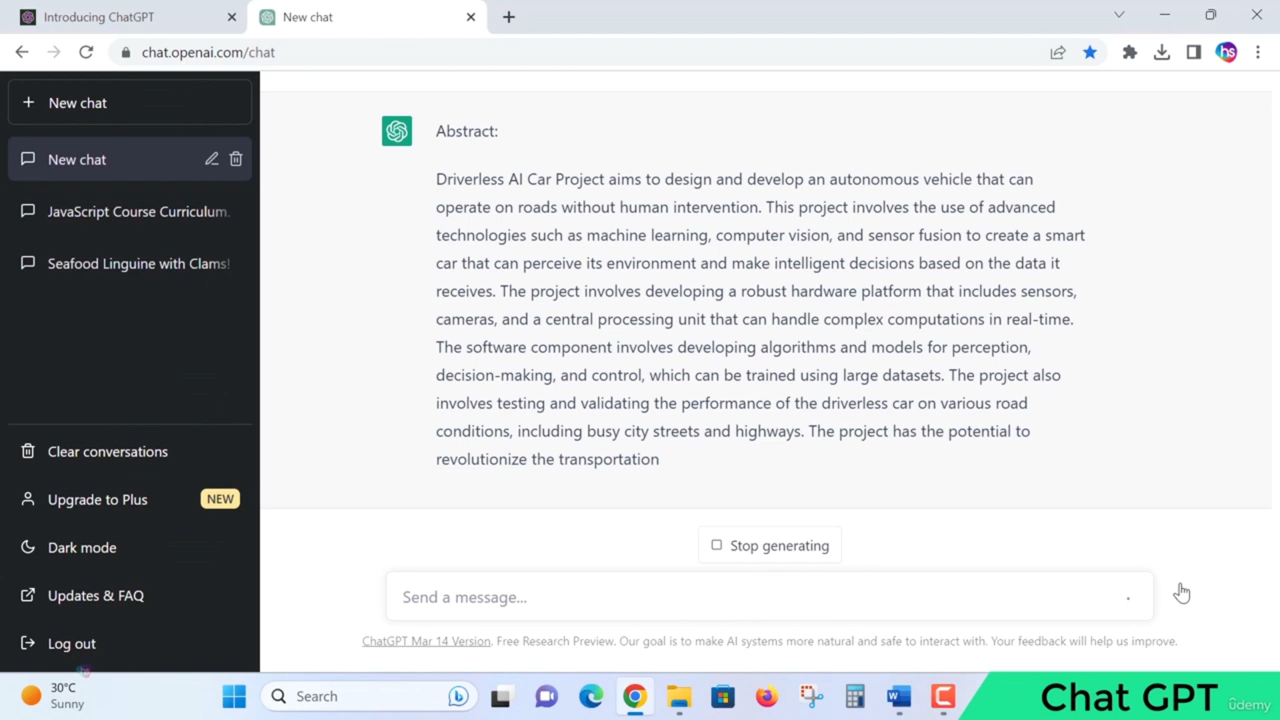 Introducing ChatGPT
New chat
chat.openai.com/chat
hs
New chat
New chat
JavaScript Course Curriculum.
Seafood Linguine with Clams!
Clear conversations
Upgrade to Plus NEW
Dark mode
Updates & FAQ
Log out
Abstract:
Driverless AI Car Project aims to design and develop an autonomous vehicle that can
operate on roads without human intervention. This project involves the use of advanced
technologies such as machine learning, computer vision, and sensor fusion to create a smart
car that can perceive its environment and make intelligent decisions based on the data it
receives. The project involves developing a robust hardware platform that includes sensors,
cameras, and a central processing unit that can handle complex computations in real-time.
The software component involves developing algorithms and models for perception,
decision-making, and control, which can be trained using large datasets. The project also
involves testing and validating the performance of the driverless car on various road
conditions, including busy city streets and highways. The project has the potential to
revolutionize the transportation
Stop generating
Send a message...
ChatGPT Mar 14 Version. Free Research Preview. Our goal is to make AI systems more natural and safe to interact with. Your feedback will help us improve.
30°C
Sunny
Search
Chat GPT
ûdemy